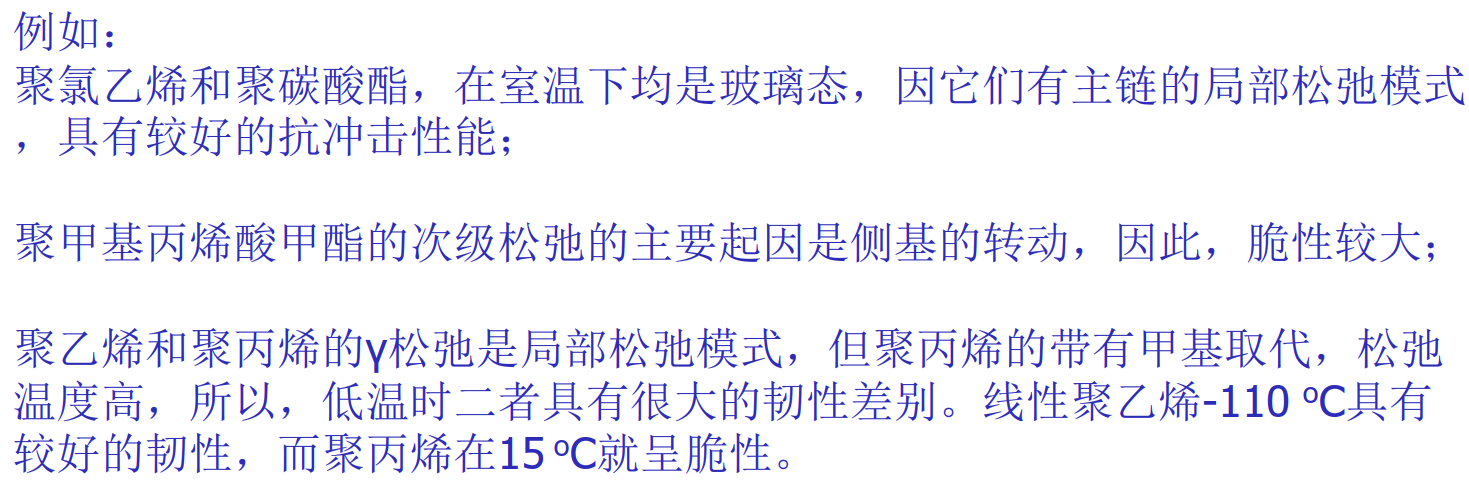 例如：
聚氯乙烯和聚碳酸酯，在室温下均是玻璃态，因它们有主链的局部松弛模式
，具有较好的抗冲击性能；
聚甲基丙烯酸甲酯的次级松弛的主要起因是侧基的转动，因此，脆性较大；
聚乙烯和聚丙烯的γ松弛是局部松弛模式，但聚丙烯的带有甲基取代，松弛
温度高，所以，低温时二者具有很大的韧性差别。线性聚乙烯-110 ºC具有
较好的韧性，而聚丙烯在15 ºC就呈脆性。